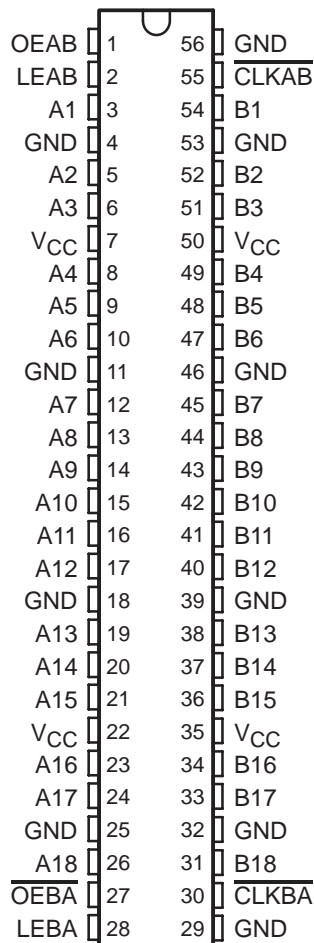 OEAB 1 56 GND
LEAB 2 55 CLKAB
A1 3 54 B1
GND 4 53 GND
A2 5 52 B2
A3 6 51 B3
VCC 7 50 VCC
A4 8 49 B4
A5 9 48 B5
A6 10 47 B6
GND 11 46 GND
A7 12 45 B7
A8 13 44 B8
A9 14 43 B9
A10 15 42 B10
A11 16 41 B11
A12 17 40 B12
GND 18 39 GND
A13 19 38 B13
A14 20 37 B14
A15 21 36 B15
VCC 22 35 VCC
A16 23 34 B16
A17 24 33 B17
GND 25 32 GND
A18 26 31 B18
OEBA 27 30 CLKBA
LEBA 28 29 GND